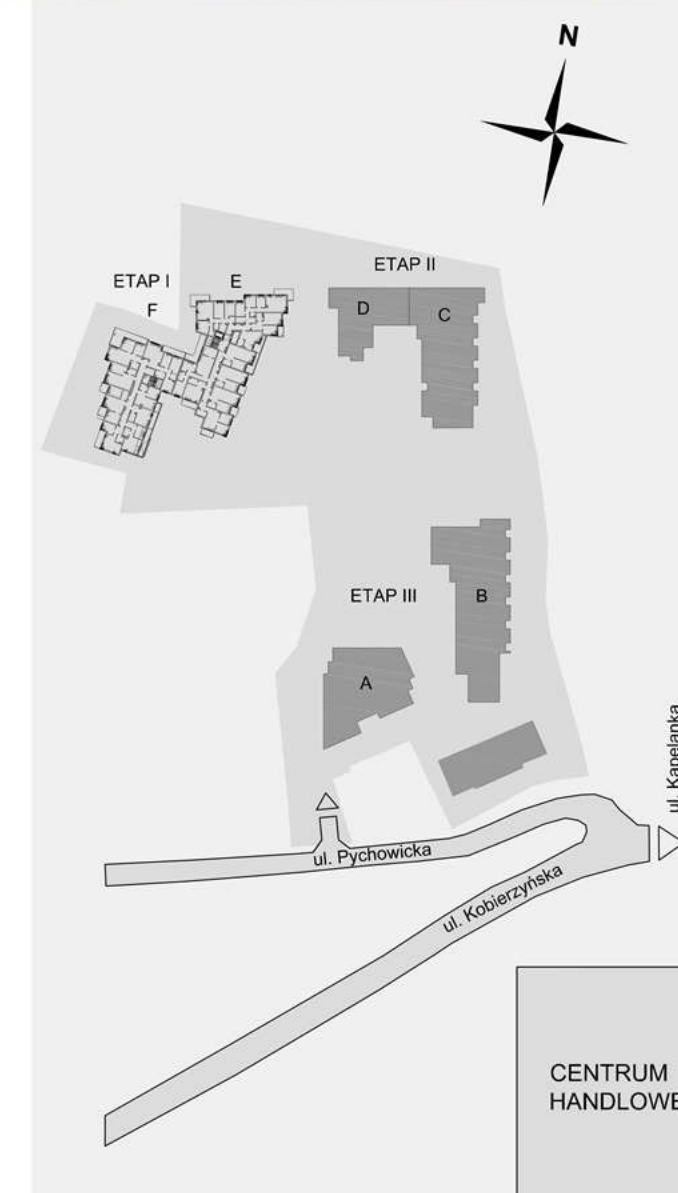 N
ETAP II
ETAP I
E
F
D
C
ETAP III
B
A
ul. Kapelanka
ul. Pychowicka
ul. Kobierzyńska
CENTRUM
HANDLOWE